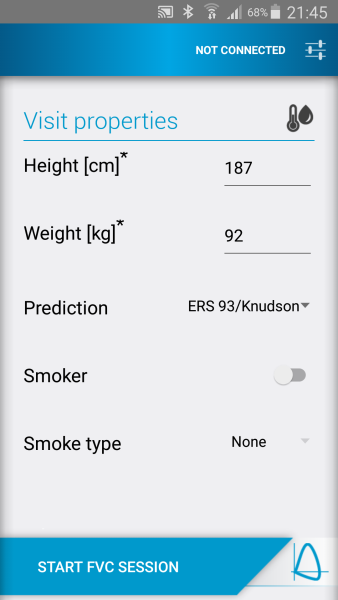 68% 21:45
NOT CONNECTED
Visit properties
Height [cm]* 187
Weight [kg]* 92
Prediction ERS 93/Knudson
Smoker
Smoke type None
START FVC SESSION